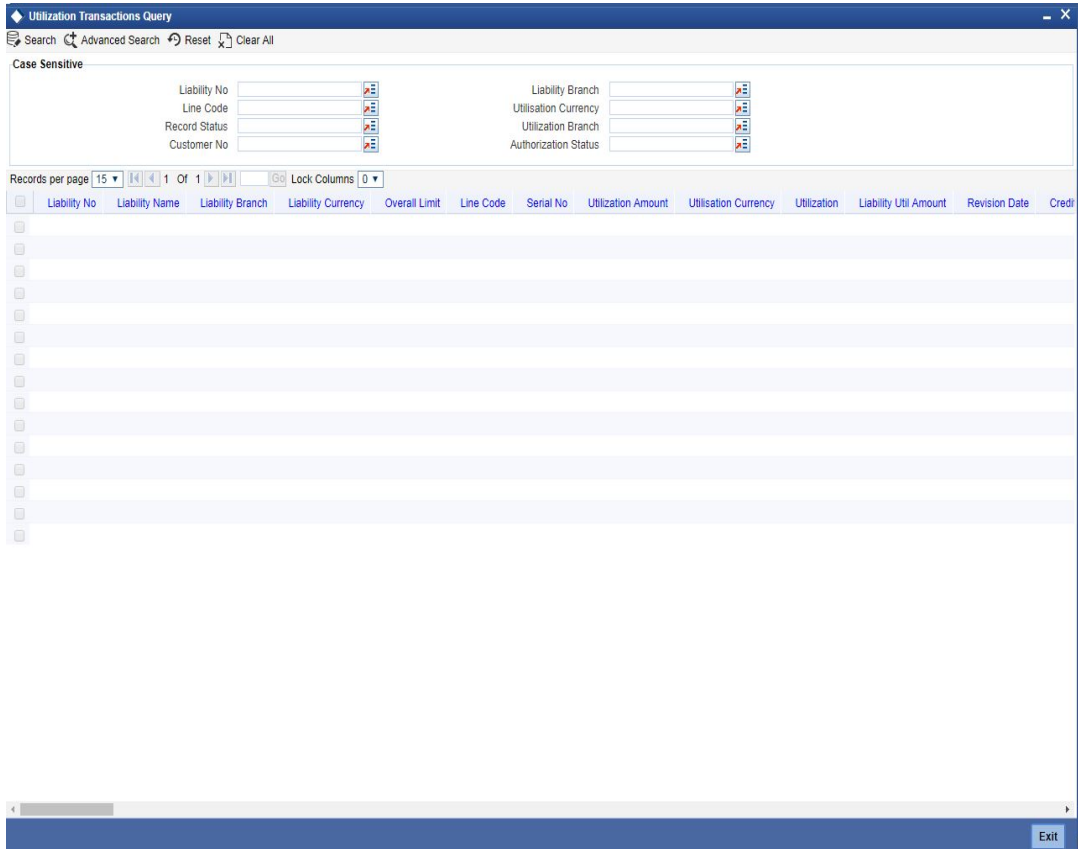 Utilization Transactions Query
Search Advanced Search Reset Clear All
Case Sensitive
Liability No Liability Branch
Line Code Utilisation Currency
Record Status Utilization Branch
Customer No Authorization Status
Records per page 15 1 Of 1 Go Lock Columns 0
Liability No Liability Name Liability Branch Liability Currency Overall Limit Line Code Serial No Utilization Amount Utilisation Currency Utilization Liability Util Amount Revision Date Credit
Exit